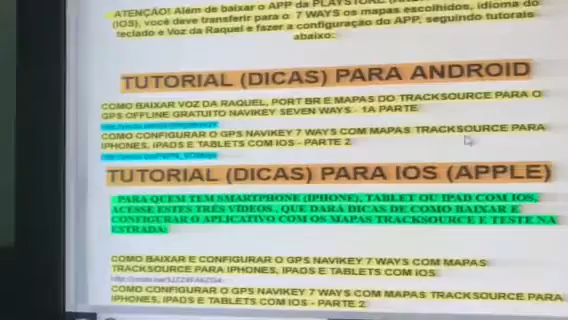 ATENÇÃO! Além de baixar o APP da PLAYSTORE
(IOS), você deve transferir para o 7 WAYS os mapas escolhidos, idioma do
teclado e Voz da Raquel e fazer a configuração do APP, seguindo tutorais
abaixo:
TUTORIAL (DICAS) PARA ANDROID
COMO BAIXAR VOZ DA RAQUEL, PORT BR E MAPAS DO TRACKSOURCE PARA O
GPS OFFLINE GRATUITO NAVIKEY SEVEN WAYS - 1A PARTE
COMO CONFIGURAR O GPS NAVIKEY 7 WAYS COM MAPAS TRACKSOURCE PARA
IPHONES, IPADS E TABLETS COM IOS - PARTE 2
TUTORIAL (DICAS) PARA IOS (APPLE)
PARA QUEM TEM SMARTPHONE (IPHONE), TABLET OU IPAD COM IOS,
ACESSE ESTES TRÊS VÍDEOS, QUE DARÁ DICAS DE COMO BAIXAR E
CONFIGURAR O APLICATIVO COM OS MAPAS TRACKSOURCE E TESTE NA
ESTRADA:
COMO BAIXAR E CONFIGURAR O GPS NAVIKEY 7 WAYS COM MAPAS
TRACKSOURCE PARA IPHONES, IPADS E TABLETS COM IOS
COMO CONFIGURAR O GPS NAVIKEY 7 WAYS COM MAPAS TRACKSOURCE PARA
IPHONES, IPADS E TABLETS COM IOS - PARTE 2